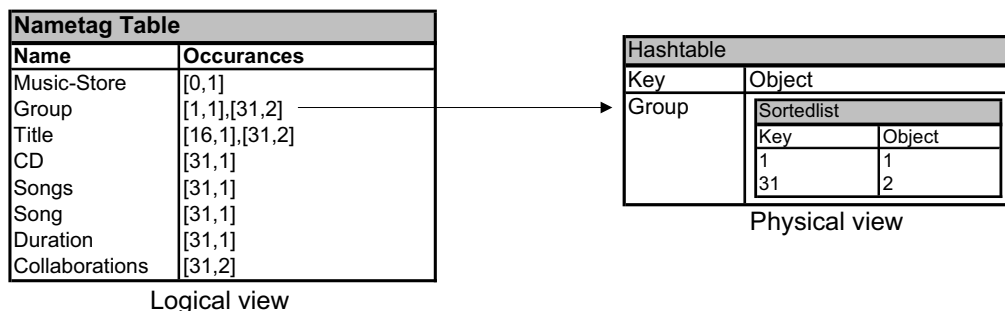 Nametag Table
Name Occurances
Music-Store [0,1]
Group [1,1],[31,2]
Title [16,1],[31,2]
CD [31,1]
Songs [31,1]
Song [31,1]
Duration [31,1]
Collaborations [31,2]
Logical view
Hashtable
Key Object
Group Sortedlist
Key Object
1 1
31 2
Physical view